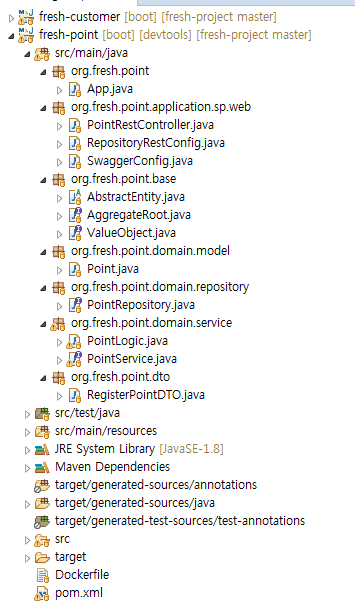 fresh-customer [boot] [fresh-project master]
fresh-point [boot] [devtools] [fresh-project master]
src/main/java
org.fresh.point
App.java
org.fresh.point.application.sp.web
PointRestController.java
RepositoryRestConfig.java
SwaggerConfig.java
org.fresh.point.base
AbstractEntity.java
AggregateRoot.java
ValueObject.java
org.fresh.point.domain.model
Point.java
org.fresh.point.domain.repository
PointRepository.java
org.fresh.point.domain.service
PointLogic.java
PointService.java
org.fresh.point.dto
RegisterPointDTO.java
src/test/java
src/main/resources
JRE System Library [JavaSE-1.8]
Maven Dependencies
target/generated-sources/annotations
target/generated-sources/java
target/generated-test-sources/test-annotations
src
target
Dockerfile
pom.xml